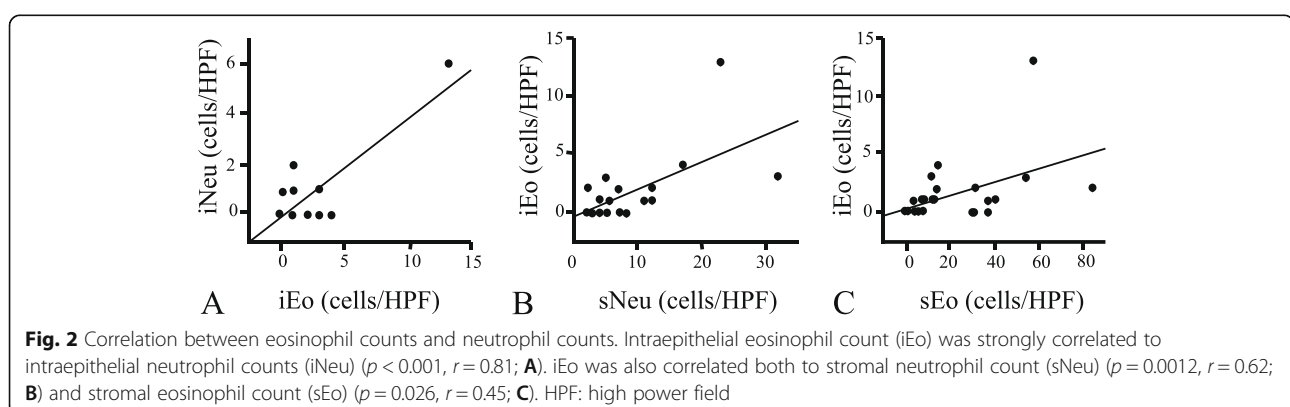 iNeu (cells/HPF)
6
4
2
0
0 5 10 15
A iEo (cells/HPF)
iEo (cells/HPF)
15
10
5
0
0 10 20 30
B sNeu (cells/HPF)
iEo (cells/HPF)
15
10
5
0
0 20 40 60 80
C sEo (cells/HPF)
Fig. 2 Correlation between eosinophil counts and neutrophil counts. Intraepithelial eosinophil count (iEo) was strongly correlated to
intraepithelial neutrophil counts (iNeu) (p < 0.001, r = 0.81; A). iEo was also correlated both to stromal neutrophil count (sNeu) (p = 0.0012, r = 0.62;
B) and stromal eosinophil count (sEo) (p = 0.026, r = 0.45; C). HPF: high power field